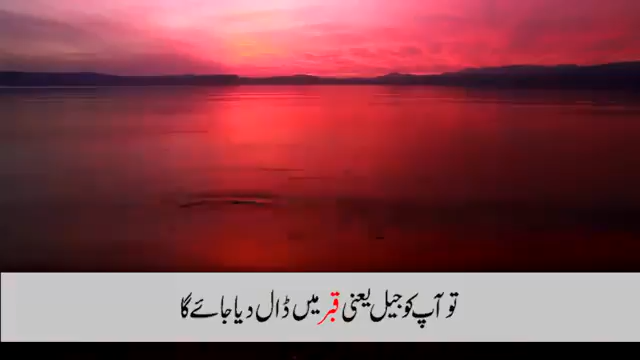 تو آپ کو جیل یعنی قبر میں ڈال دیا جائے گا